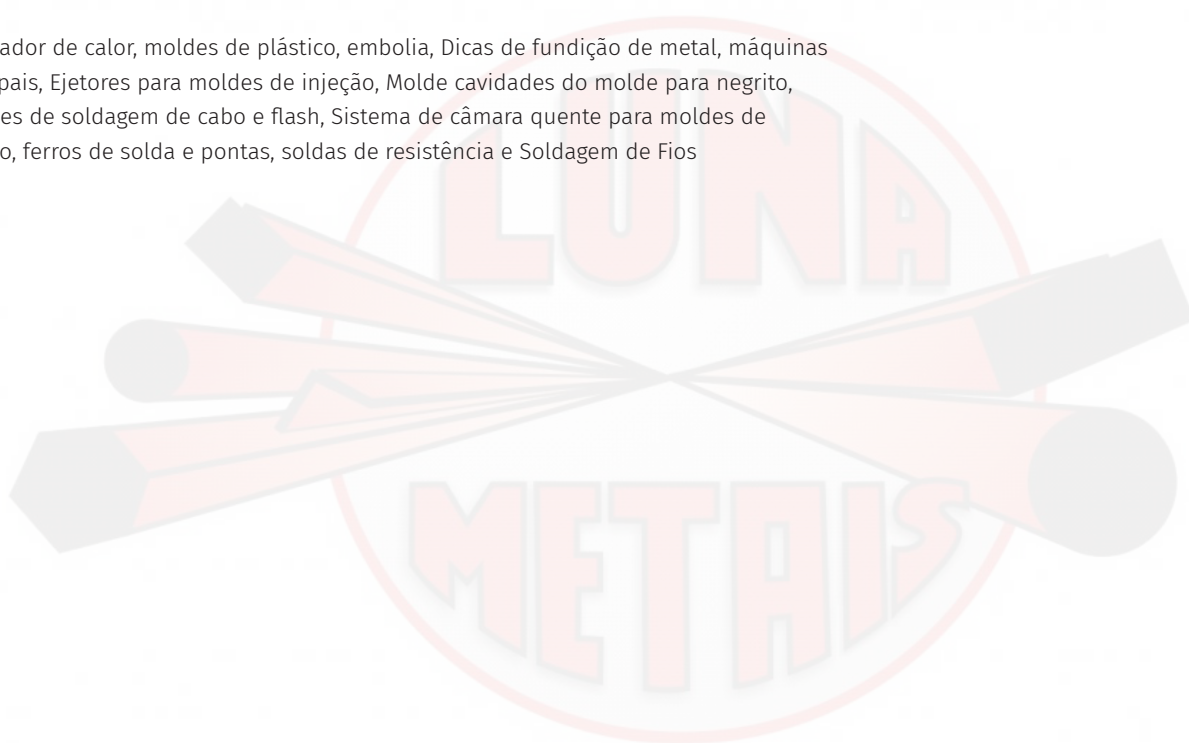 ador de calor, moldes de plástico, embolia, Dicas de fundição de metal, máquinas
pais, Ejetores para moldes de injeção, Molde cavidades do molde para negrito,
es de soldagem de cabo e flash, Sistema de câmara quente para moldes de
o, ferros de solda e pontas, soldas de resistência e Soldagem de Fios
LUNA
METAIS